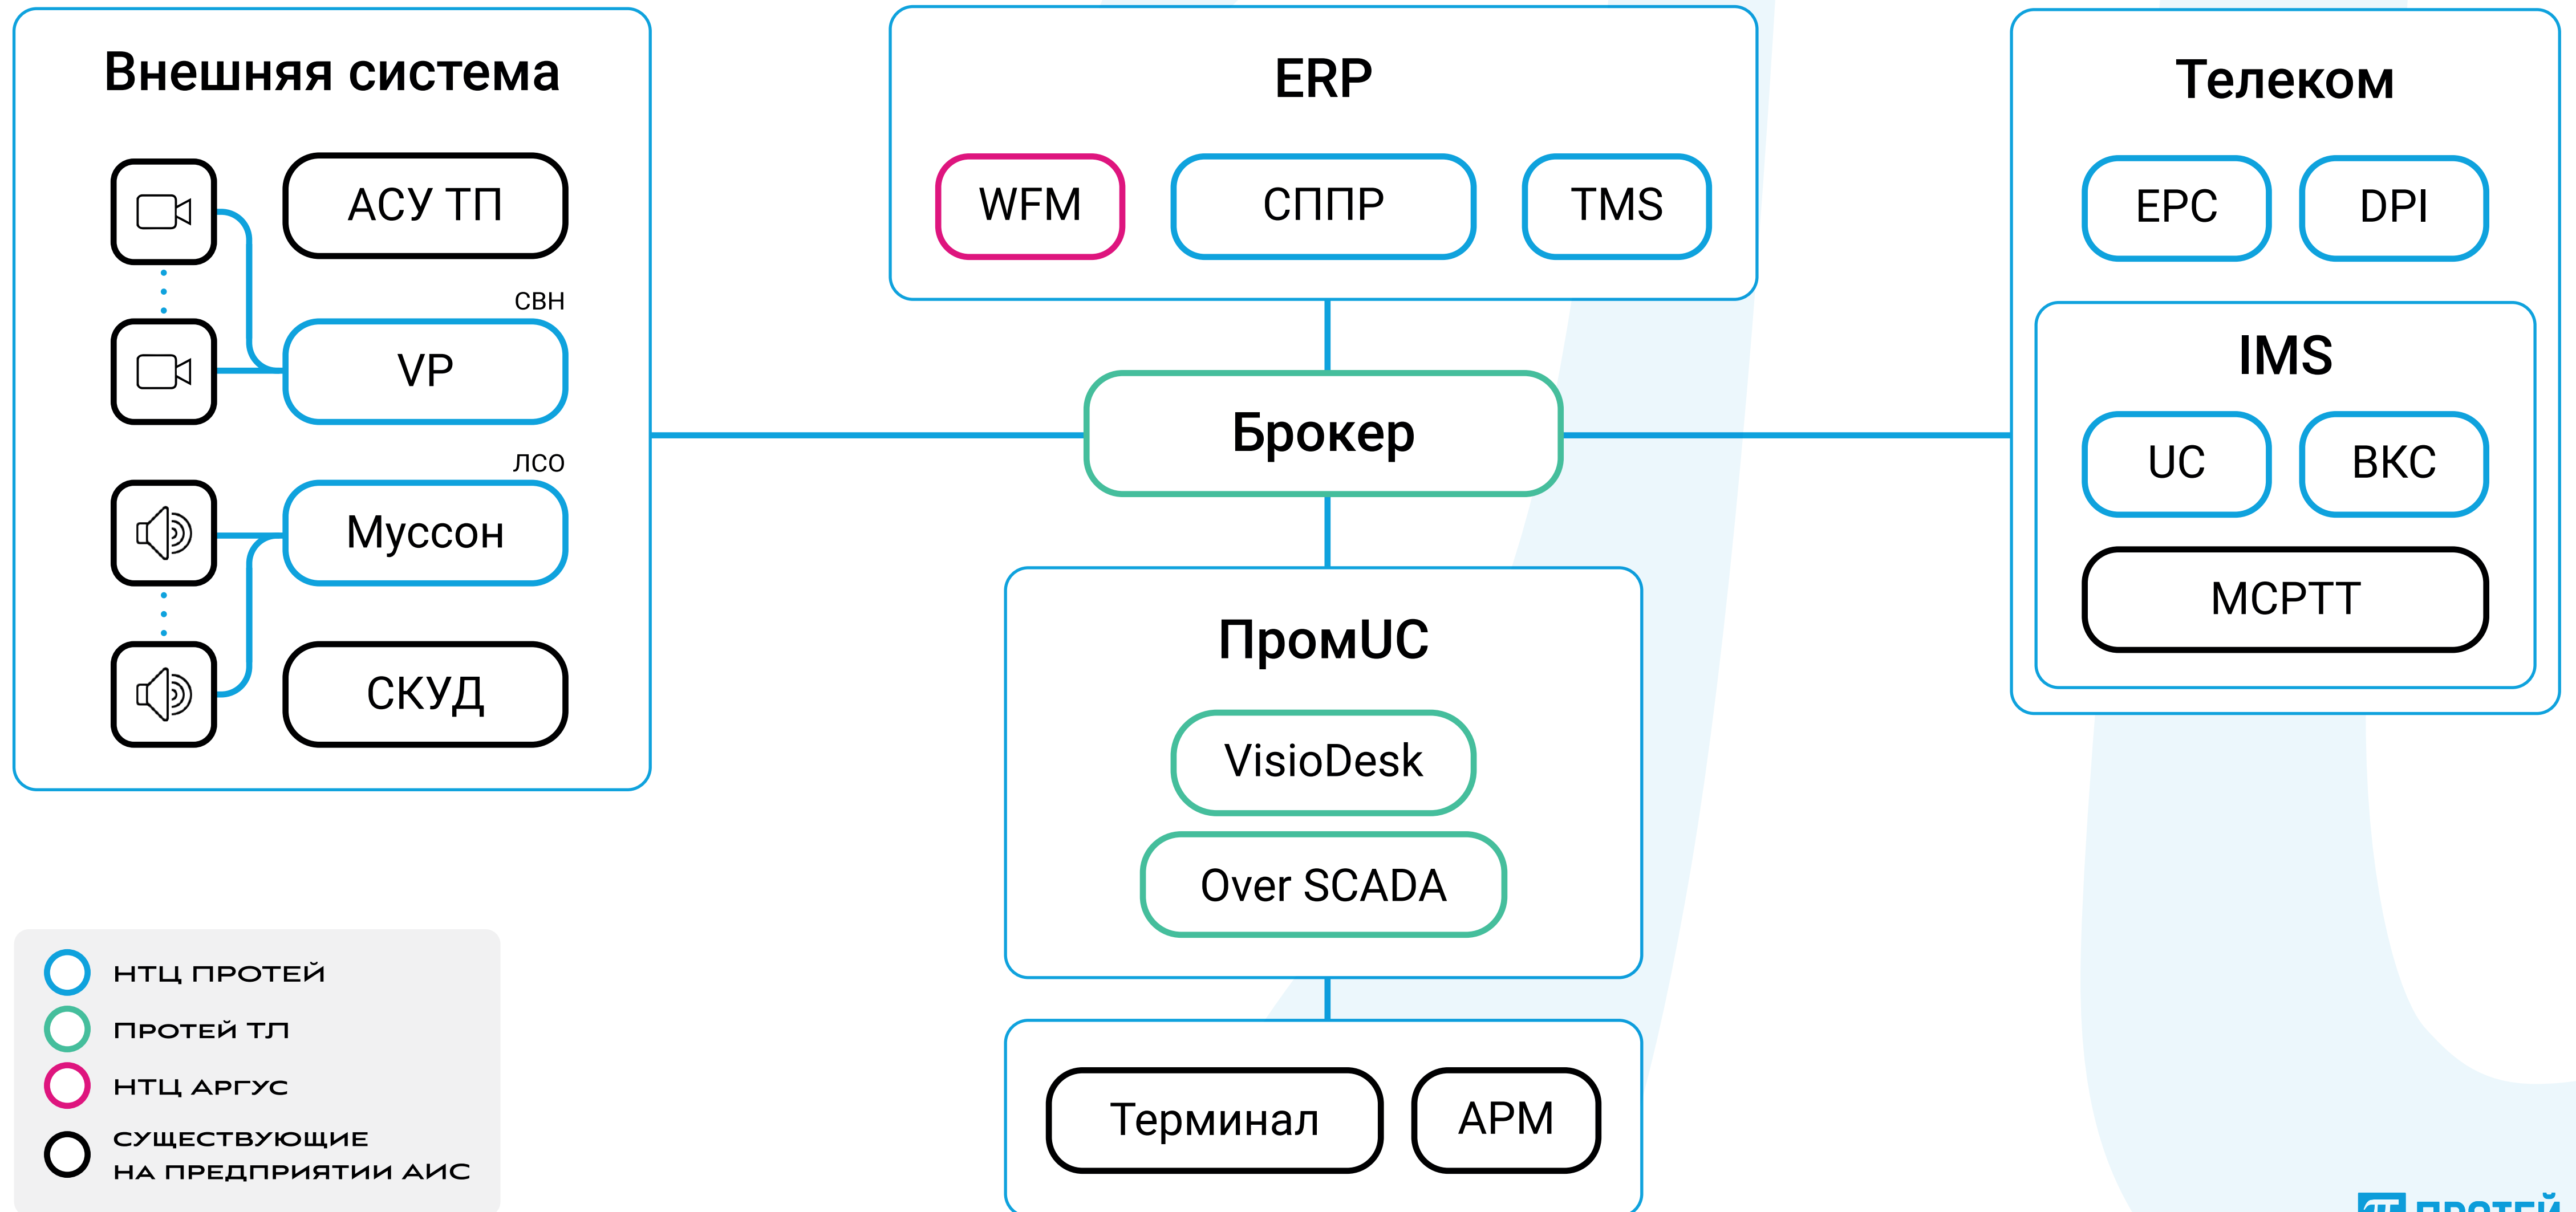 Внешняя система
АСУ ТП
СВН
VP
ЛСО
Муссон
СКУД
ERP
WFM
СППР
TMS
Брокер
ПромUC
VisioDesk
Over SCADA
Терминал
АРМ
Телеком
EPC
DPI
IMS
UC
ВКС
MCPTT
НТЦ ПРОТЕЙ
ПРОТЕЙ ТЛ
НТЦ АРГУС
СУЩЕСТВУЮЩИЕ
НА ПРЕДПРИЯТИИ АИС
ПРОТЕЙ